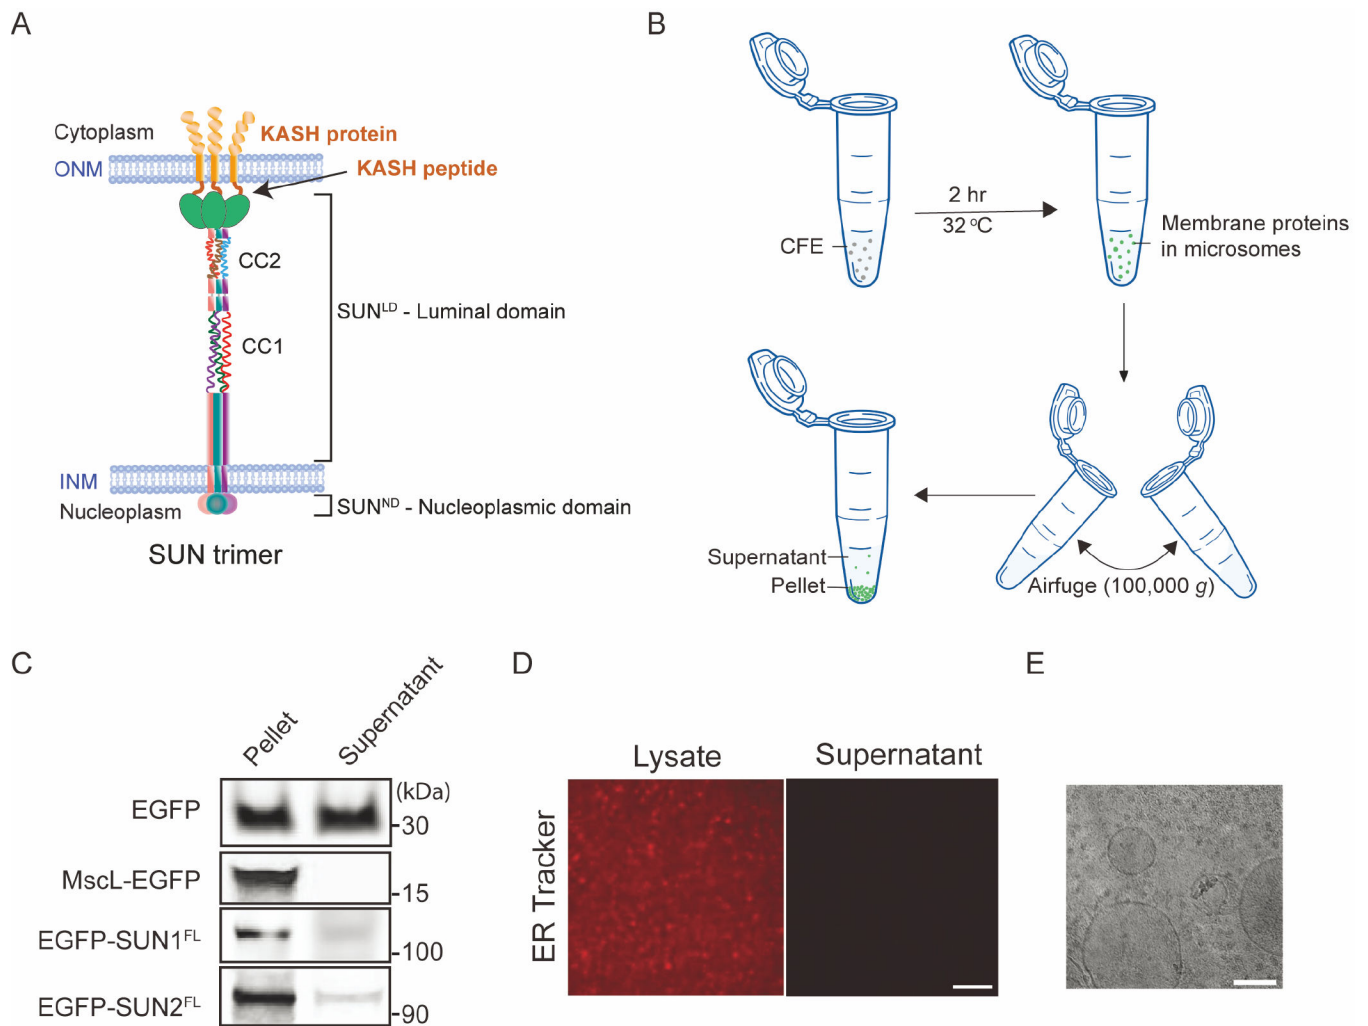 A
Cytoplasm
KASH protein
ONM
KASH peptide
CC2
SUNᴸᴰ - Luminal domain
CC1
INM
Nucleoplasm
SUNᴺᴰ - Nucleoplasmic domain
SUN trimer
B
CFE
2 hr
32 °C
Membrane proteins
in microsomes
Supernatant
Pellet
Airfuge (100,000 g)
C
Pellet
Supernatant
(kDa)
EGFP
-30
MscL-EGFP
-15
EGFP-SUN1ᶠᴸ
-100
EGFP-SUN2ᶠᴸ
-90
D
Lysate
Supernatant
ER Tracker
E